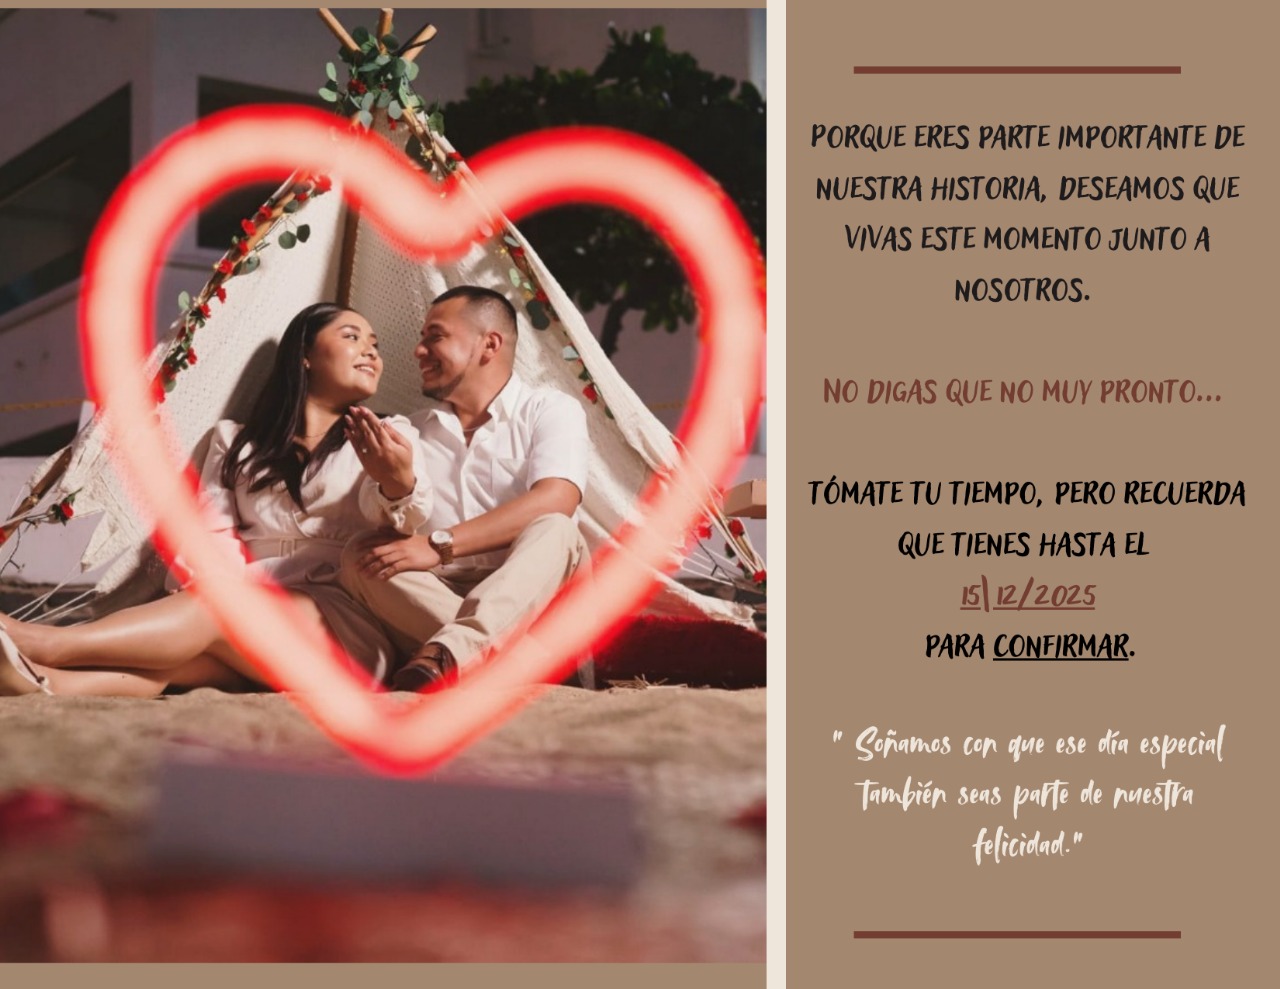 PORQUE ERES PARTE IMPORTANTE DE
NUESTRA HISTORIA, DESEAMOS QUE
VIVAS ESTE MOMENTO JUNTO A
NOSOTROS.
NO DIGAS QUE NO MUY PRONTO...
TÓMATE TU TIEMPO, PERO RECUERDA
QUE TIENES HASTA EL
15|12/2025
PARA CONFIRMAR.
" Soñamos con que ese día especial
también seas parte de nuestra
felicidad."